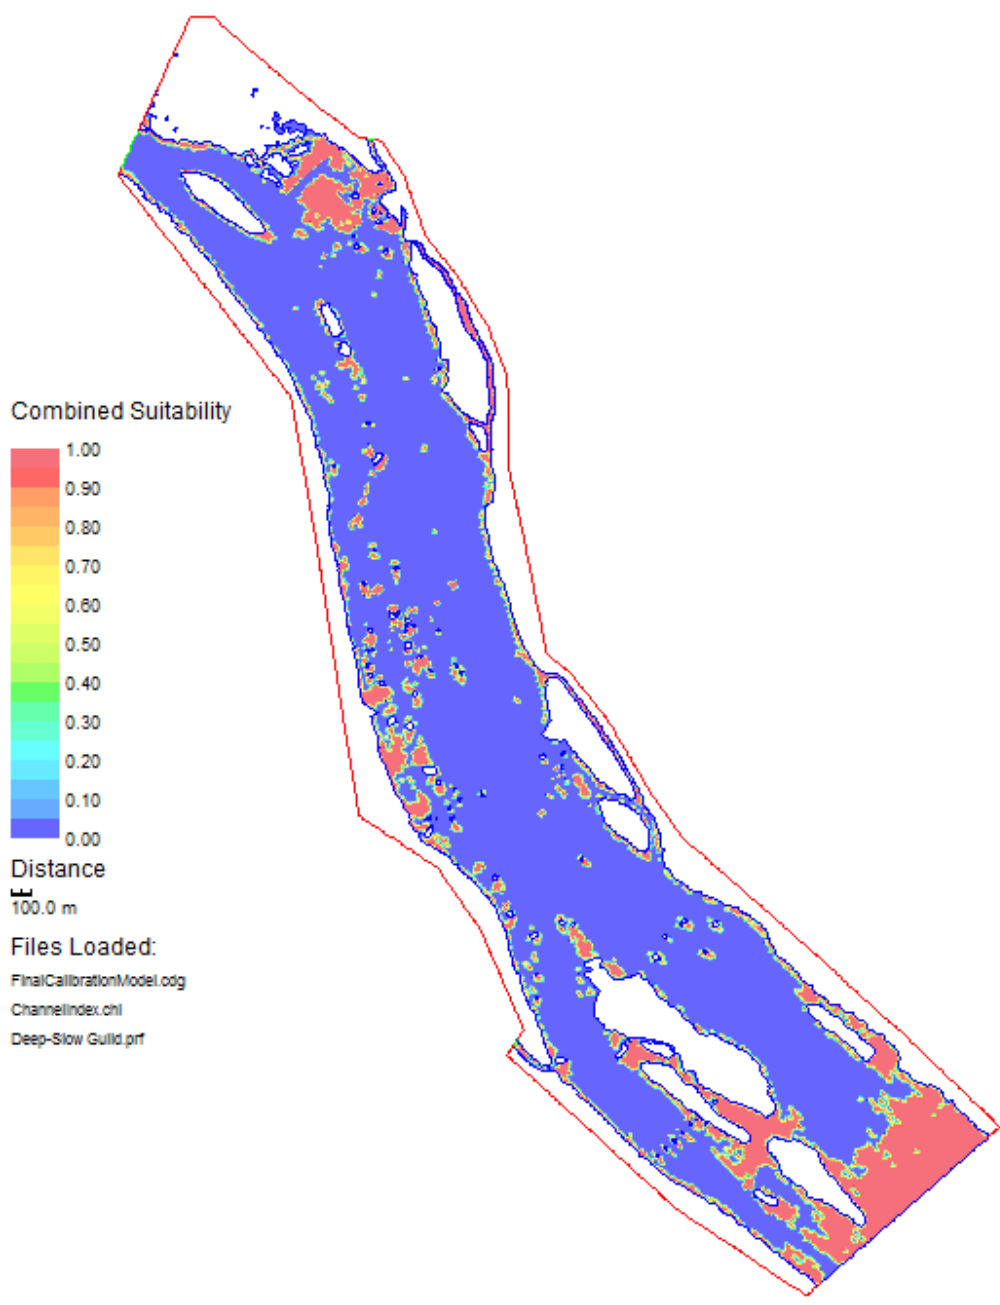 Combined Suitability
1.00
0.90
0.80
0.70
0.60
0.50
0.40
0.30
0.20
0.10
0.00
Distance
100.0 m
Files Loaded:
FinalCalibrationModel.cdg
ChannelIndex.chi
Deep-Slow Guild.prf